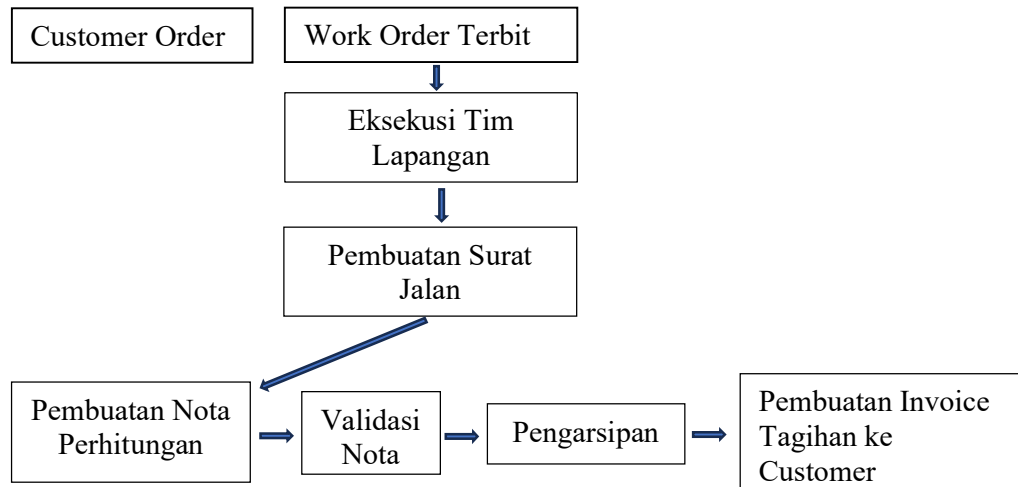 Customer Order
Work Order Terbit
Eksekusi Tim
Lapangan
Pembuatan Surat
Jalan
Pembuatan Nota
Perhitungan
Validasi
Nota
Pengarsipan
Pembuatan Invoice
Tagihan ke
Customer